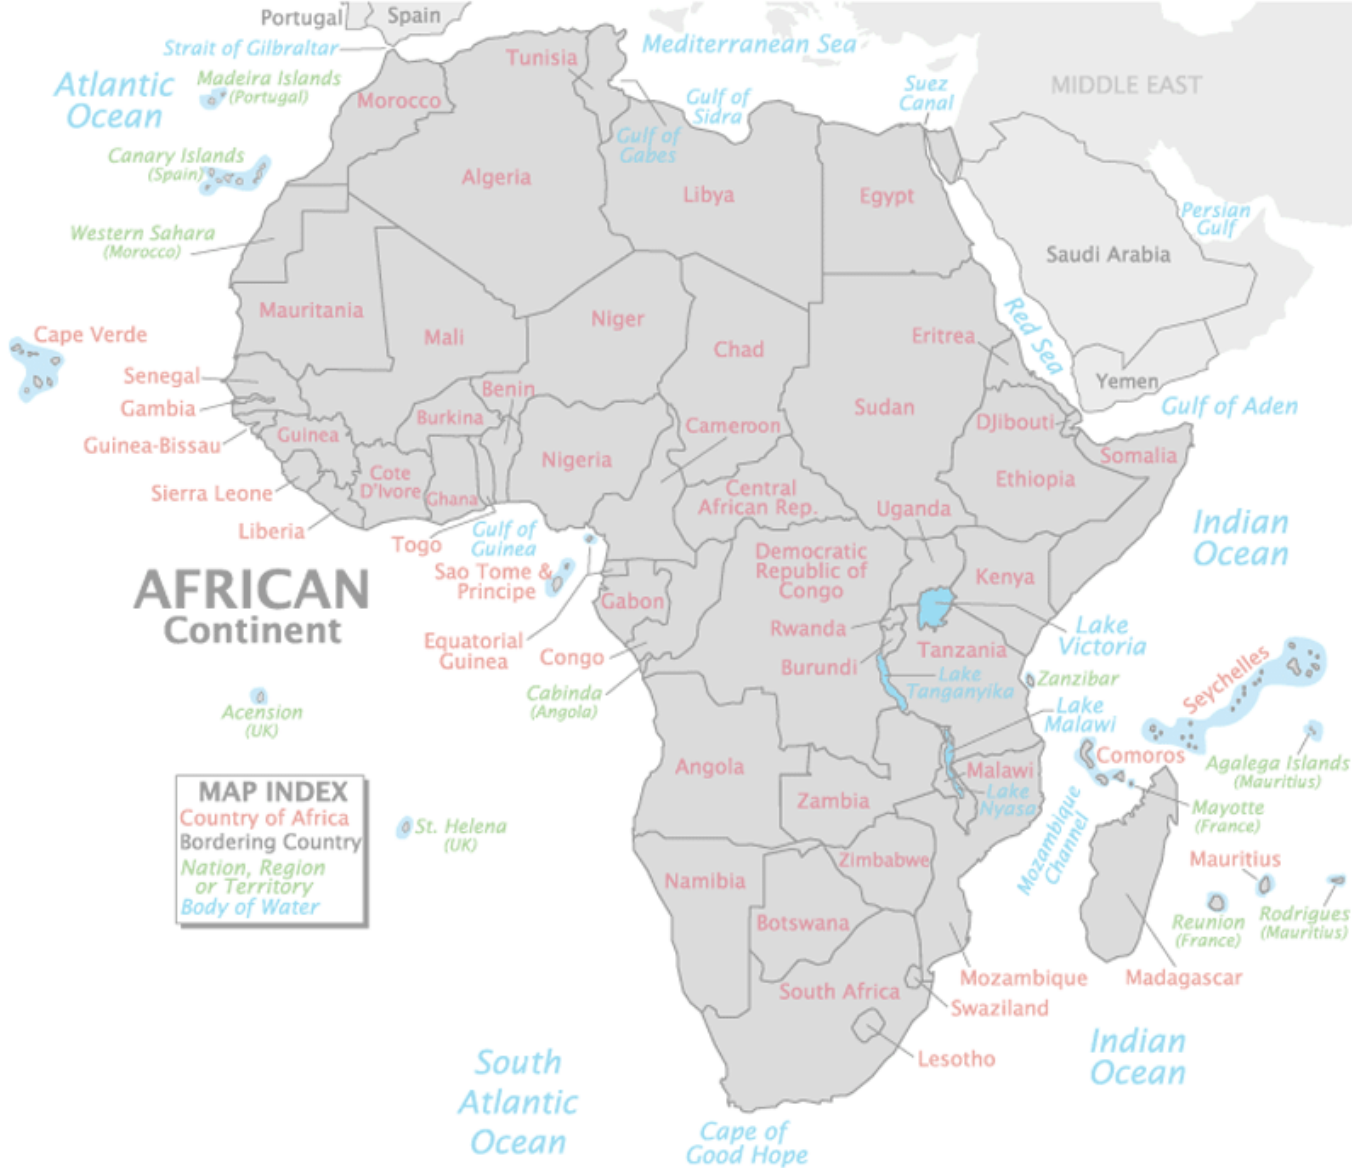 Portugal
Spain
Strait of Gilbraltar
Mediterranean Sea
Tunisia
Atlantic
Ocean
Madeira Islands
(Portugal)
Morocco
Gulf of
Sidra
Suez
Canal
MIDDLE EAST
Gulf of
Gabes
Canary Islands
(Spain)
Algeria
Libya
Egypt
Persian
Gulf
Western Sahara
(Morocco)
Saudi Arabia
Mauritania
Niger
Mali
Chad
Eritrea
Red Sea
Cape Verde
Senegal
Gambia
Guinea-Bissau
Benin
Burkina
Guinea
Cameroon
Sudan
DJibouti
Yemen
Gulf of Aden
Somalia
Nigeria
Cote
D'Ivore
Ghana
Central
African Rep.
Ethiopia
Uganda
Sierra Leone
Liberia
Togo
Gulf of
Guinea
Indian
Ocean
Sao Tome &
Principe
Democratic
Republic of
Congo
Kenya
AFRICAN
Continent
Gabon
Rwanda
Equatorial
Guinea
Congo
Burundi
Tanzania
Lake
Victoria
Lake
Tanganyika
Zanzibar
Seychelles
Cabinda
(Angola)
Lake
Malawi
Acension
(UK)
Angola
Malawi
Comoros
Agalega Islands
(Mauritius)
Zambia
Lake
Nyasa
Mayotte
(France)
MAP INDEX
Country of Africa
Bordering Country
Nation, Region
or Territory
Body of Water
St. Helena
(UK)
Mozambique
Channel
Zimbabwe
Mauritius
Namibia
Botswana
Reunion
(France)
Rodrigues
(Mauritius)
South Africa
Mozambique
Madagascar
Swaziland
Lesotho
Indian
Ocean
South
Atlantic
Ocean
Cape of
Good Hope